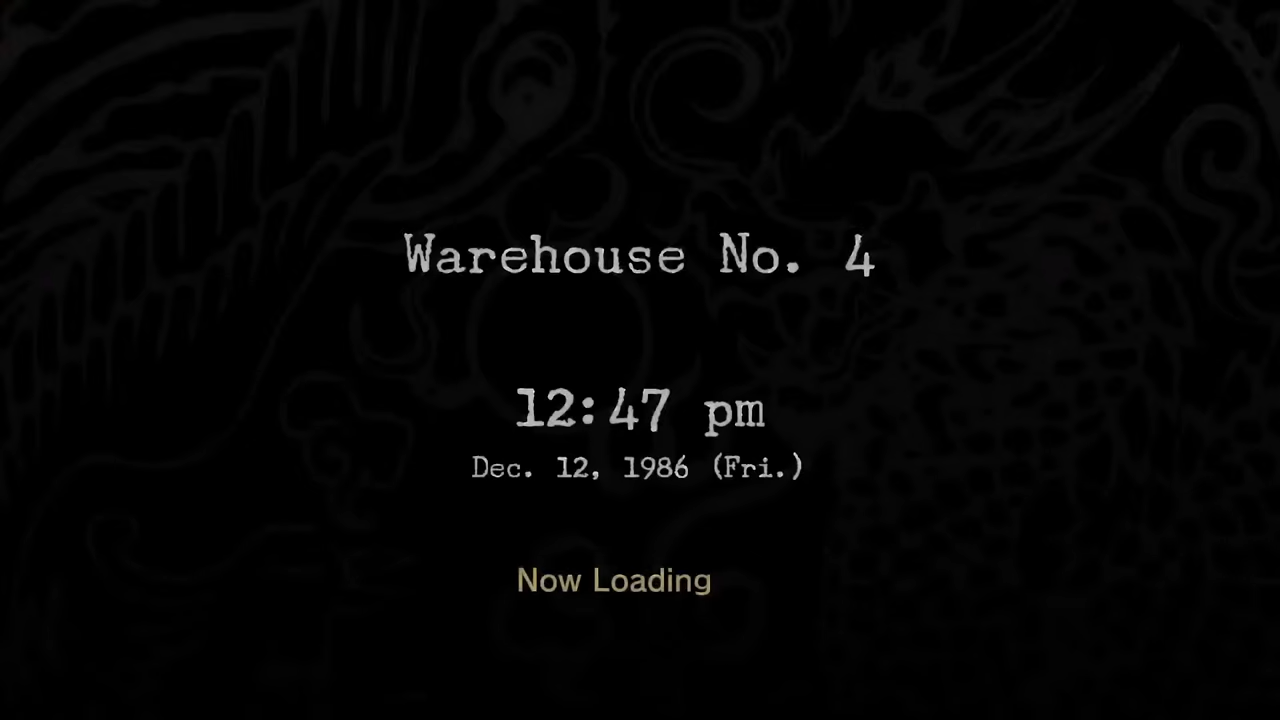 Warehouse No. 4
12:47 pm
Dec. 12, 1986 (Fri.)
Now Loading